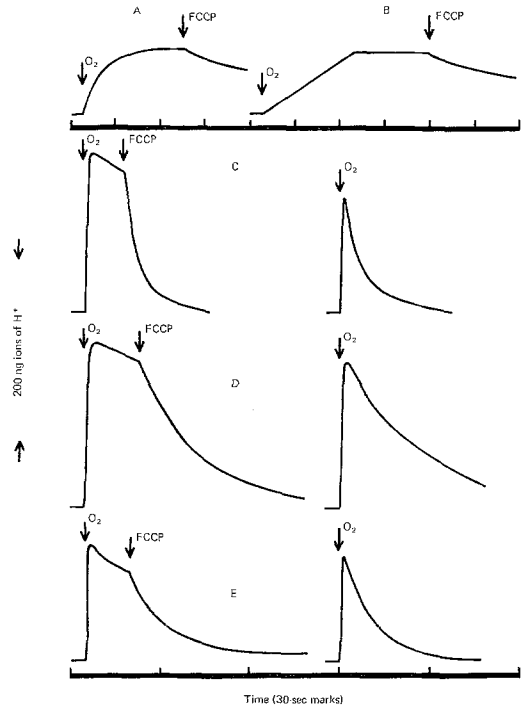 A
B
FCCP
FCCP
O₂
O₂
O₂
FCCP
C
O₂
200 ng ions of H⁺
O₂
FCCP
D
O₂
O₂
FCCP
E
O₂
Time (30-sec marks)